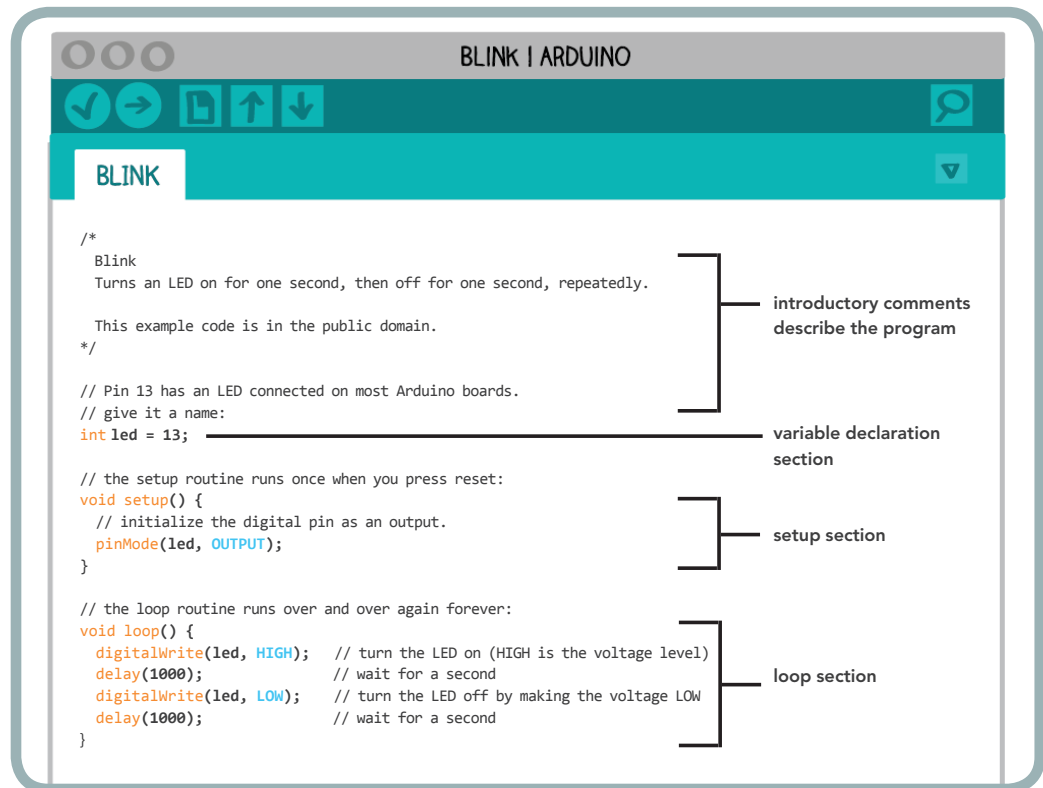 BLINK | ARDUINO
BLINK
/*
Blink
Turns an LED on for one second, then off for one second, repeatedly.
This example code is in the public domain.
*/
introductory comments
describe the program
// Pin 13 has an LED connected on most Arduino boards.
// give it a name:
int led = 13;
variable declaration
section
// the setup routine runs once when you press reset:
void setup() {
// initialize the digital pin as an output.
pinMode(led, OUTPUT);
}
setup section
// the loop routine runs over and over again forever:
void loop() {
digitalWrite(led, HIGH); // turn the LED on (HIGH is the voltage level)
delay(1000); // wait for a second
digitalWrite(led, LOW); // turn the LED off by making the voltage LOW
delay(1000); // wait for a second
}
loop section